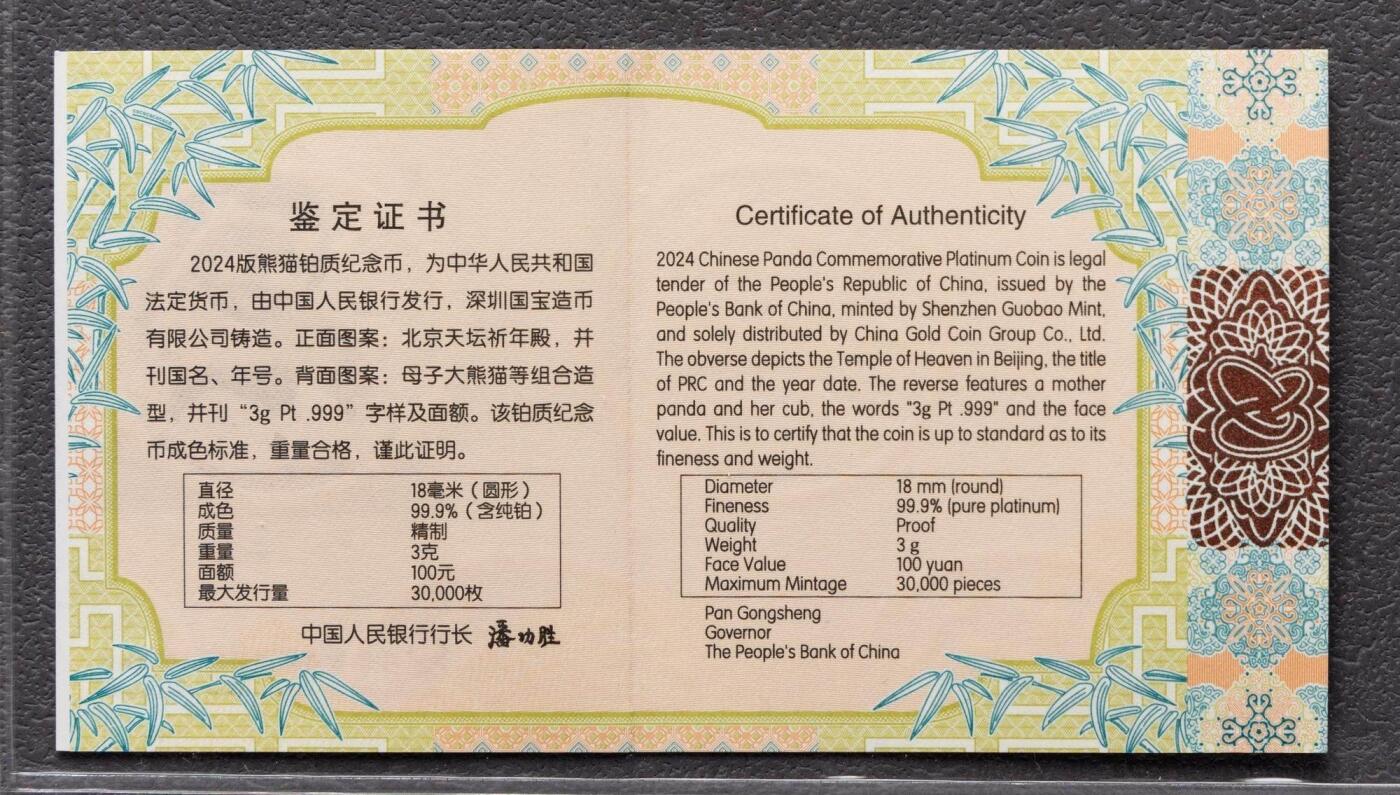 鉴定证书
2024版熊猫铂质纪念币，为中华人民共和国
法定货币，由中国人民银行发行，深圳国宝造币
有限公司铸造。正面图案：北京天坛祈年殿，并
刊国名、年号。背面图案：母子大熊猫等组合造
型，并刊“3g Pt .999”字样及面额。该铂质纪念
币成色标准，重量合格，谨此证明。
直径 18毫米（圆形）
成色 99.9%（含纯铂）
质量 精制
重量 3克
面额 100元
最大发行量 30,000枚
中国人民银行行长 潘功胜
Certificate of Authenticity
2024 Chinese Panda Commemorative Platinum Coin is legal
tender of the People's Republic of China, issued by the
People's Bank of China, minted by Shenzhen Guobao Mint,
and solely distributed by China Gold Coin Group Co., Ltd.
The obverse depicts the Temple of Heaven in Beijing, the title
of PRC and the year date. The reverse features a mother
panda and her cub, the words "3g Pt .999" and the face
value. This is to certify that the coin is up to standard as to its
fineness and weight.
Diameter 18 mm (round)
Fineness 99.9% (pure platinum)
Quality Proof
Weight 3 g
Face Value 100 yuan
Maximum Mintage 30,000 pieces
Pan Gongsheng
Governor
The People's Bank of China